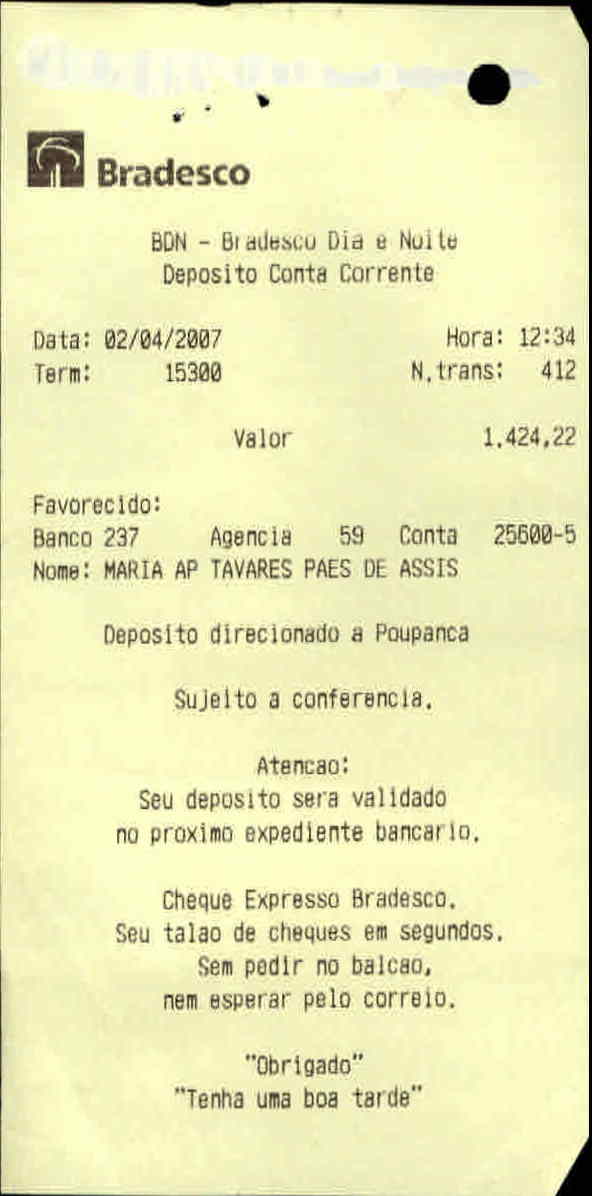 Bradesco
BDN - Bradesco Dia e Noite
Deposito Conta Corrente
Data: 02/04/2007 Hora: 12:34
Term: 15300 N.trans: 412
Valor 1.424,22
Favorecido:
Banco 237 Agencia 59 Conta 25600-5
Nome: MARIA AP TAVARES PAES DE ASSIS
Deposito direcionado a Poupanca
Sujeito a conferencia.
Atencao:
Seu deposito sera validado
no proximo expediente bancario.
Cheque Expresso Bradesco.
Seu talao de cheques em segundos.
Sem pedir no balcao,
nem esperar pelo correio.
"Obrigado"
"Tenha uma boa tarde"